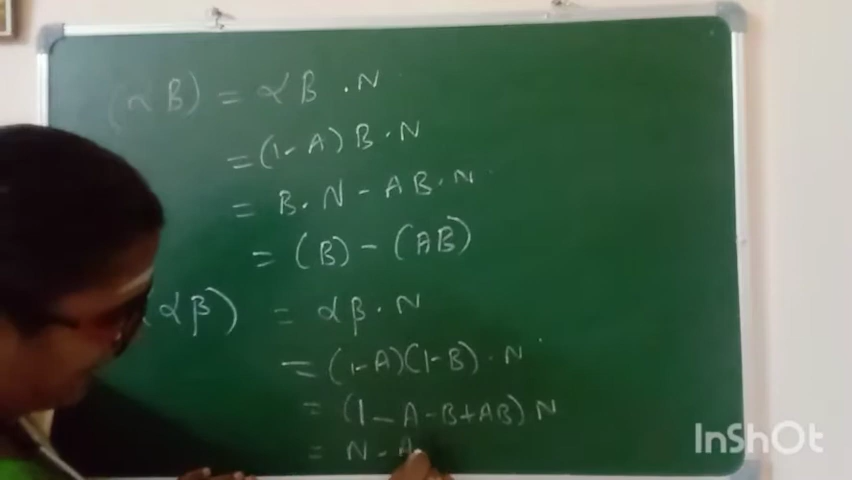 (αB) = αB . N
= (1 - A) B . N
= B . N - AB . N
= (B) - (AB)
(αβ) = αβ . N
= (1-A)(1-B) . N
= (1 - A - B + AB) N
= N - A
InShOt